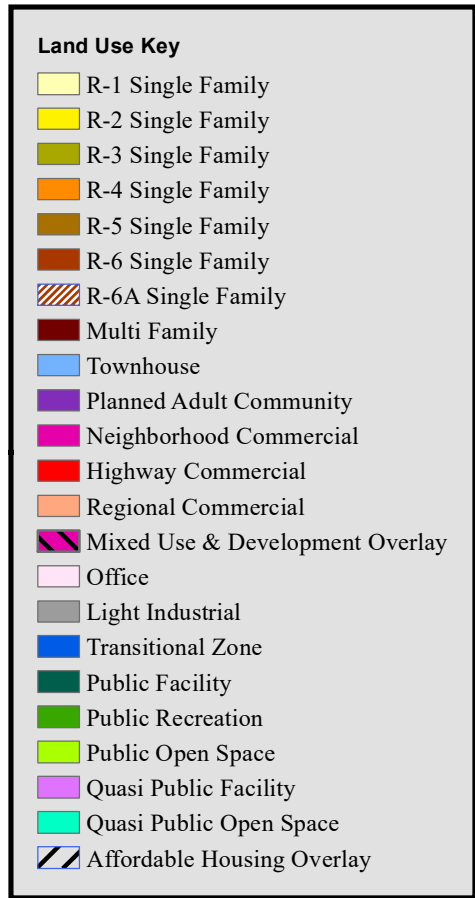 Land Use Key
R-1 Single Family
R-2 Single Family
R-3 Single Family
R-4 Single Family
R-5 Single Family
R-6 Single Family
R-6A Single Family
Multi Family
Townhouse
Planned Adult Community
Neighborhood Commercial
Highway Commercial
Regional Commercial
Mixed Use & Development Overlay
Office
Light Industrial
Transitional Zone
Public Facility
Public Recreation
Public Open Space
Quasi Public Facility
Quasi Public Open Space
Affordable Housing Overlay